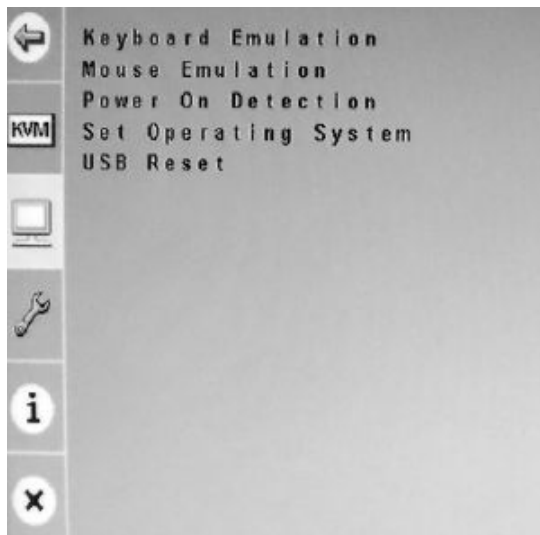 Keyboard Emulation
Mouse Emulation
Power On Detection
KVM
Set Operating System
USB Reset
i